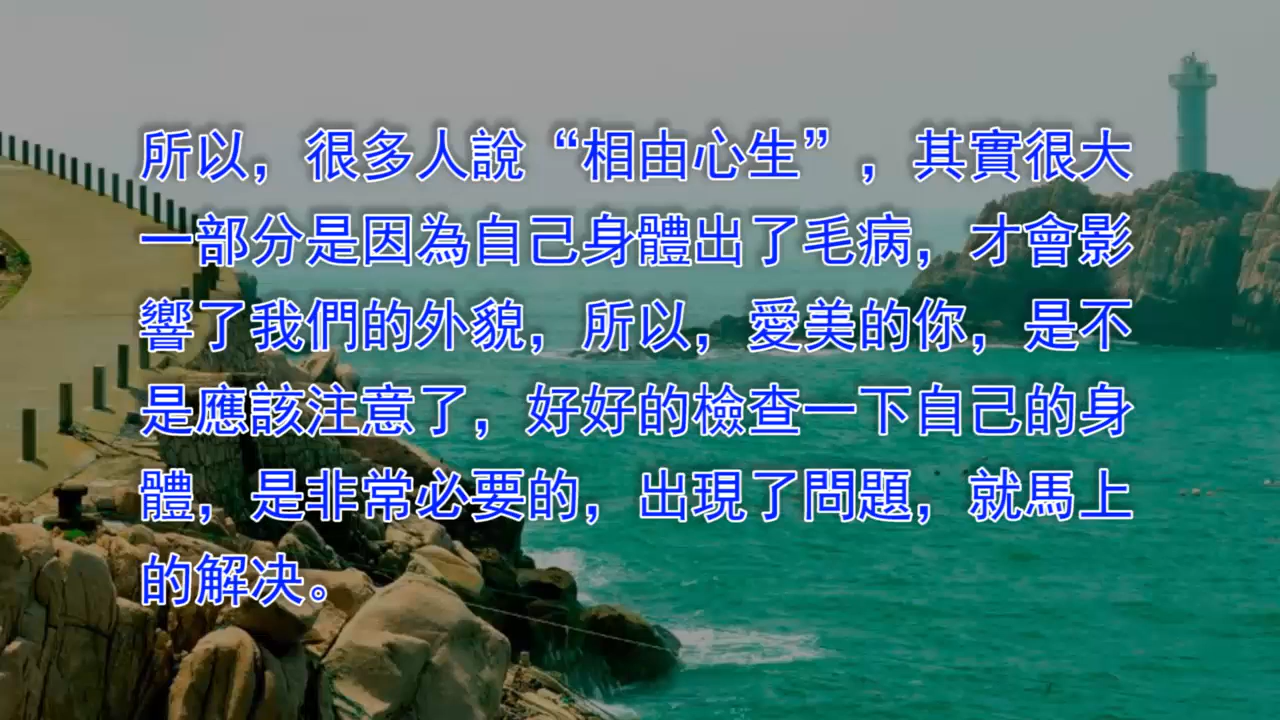 所以，很多人說“相由心生”，其實很大
一部分是因為自己身體出了毛病，才會影
響了我們的外貌，所以，愛美的你，是不
是應該注意了，好好的檢查一下自己的身
體，是非常必要的，出現了問題，就馬上
的解决。